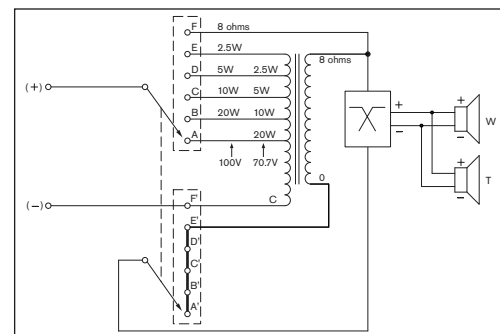 F 8 ohms
E 2.5W
8 ohms
D 5W 2.5W
(+)
C 10W 5W
B 20W 10W
A 20W
100V 70.7V
+ + W
− −
+ T
−
0
C
(−) F'
E'
D'
C'
B'
A'